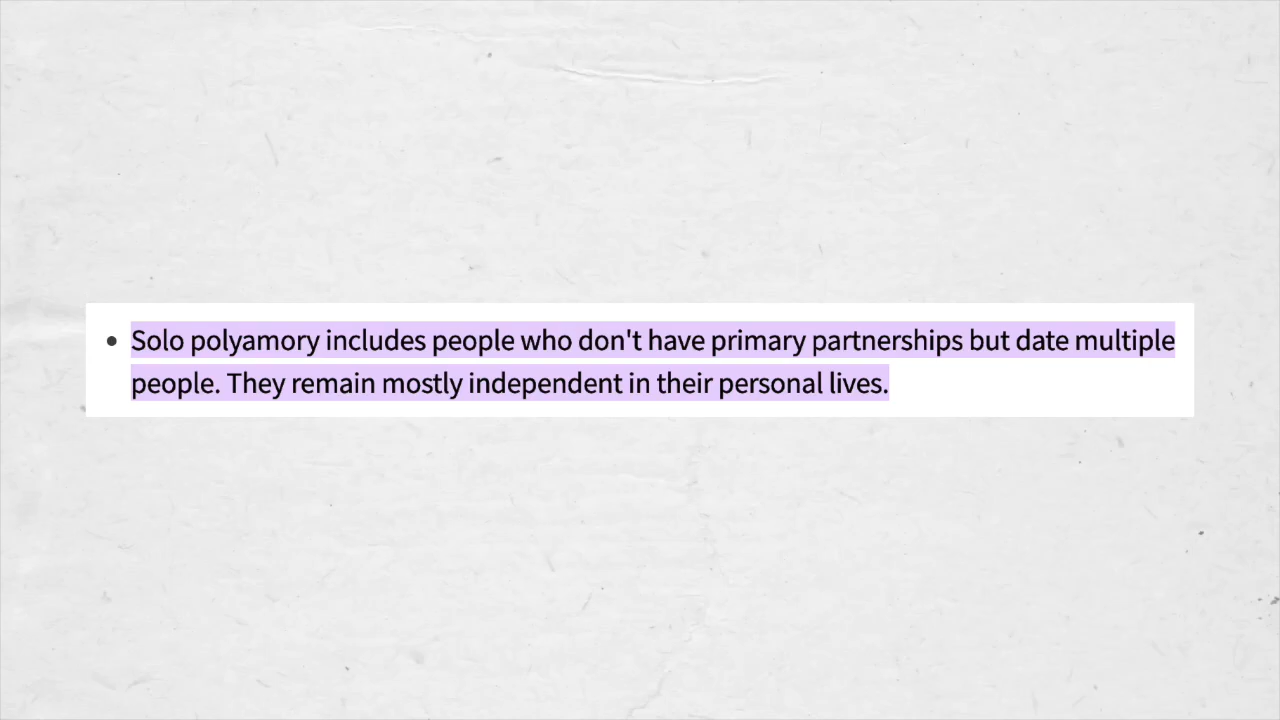 • Solo polyamory includes people who don't have primary partnerships but date multiple
people. They remain mostly independent in their personal lives.